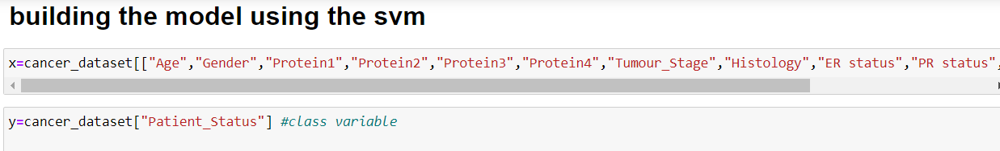 building the model using the svm
x=cancer_dataset[["Age","Gender","Protein1","Protein2","Protein3","Protein4","Tumour_Stage","Histology","ER status","PR status",
y=cancer_dataset["Patient_Status"] #class variable